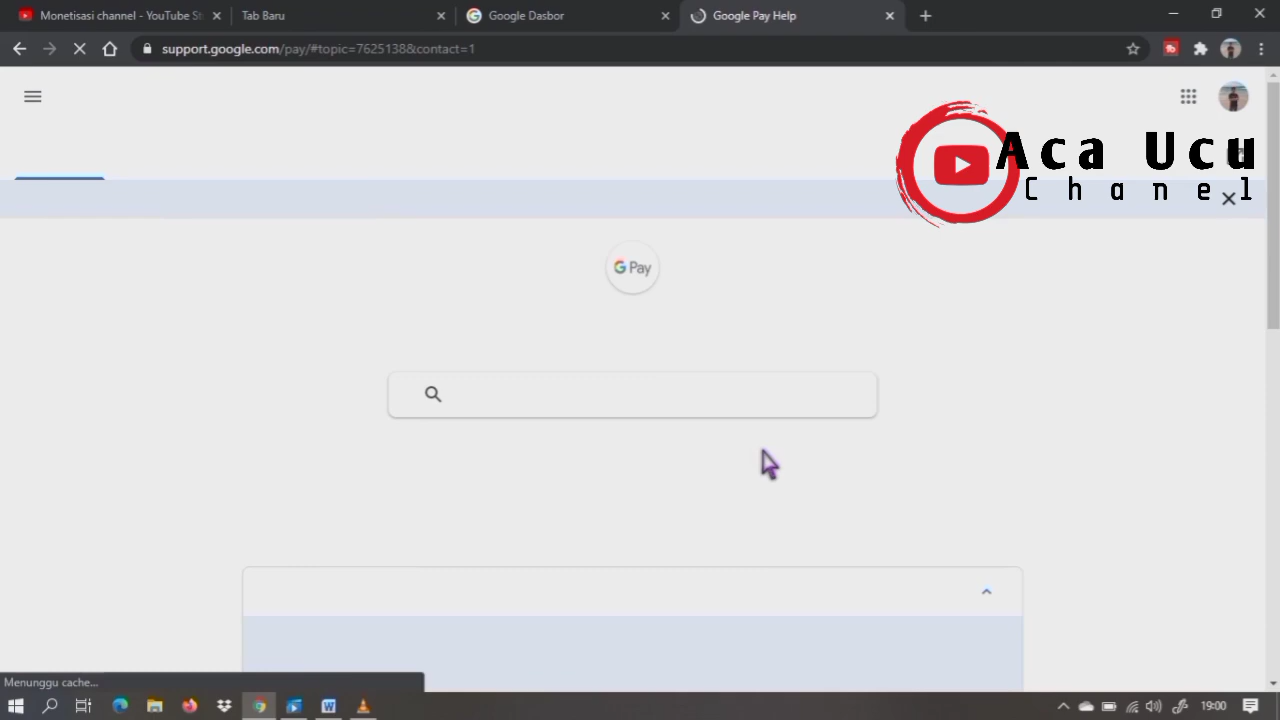 Monetisasi channel - YouTube St
Tab Baru
Google Dasbor
Google Pay Help
support.google.com/pay/#topic=7625138&contact=1
Aca Ucu
Chanel
G Pay
Menunggu cache...
19:00